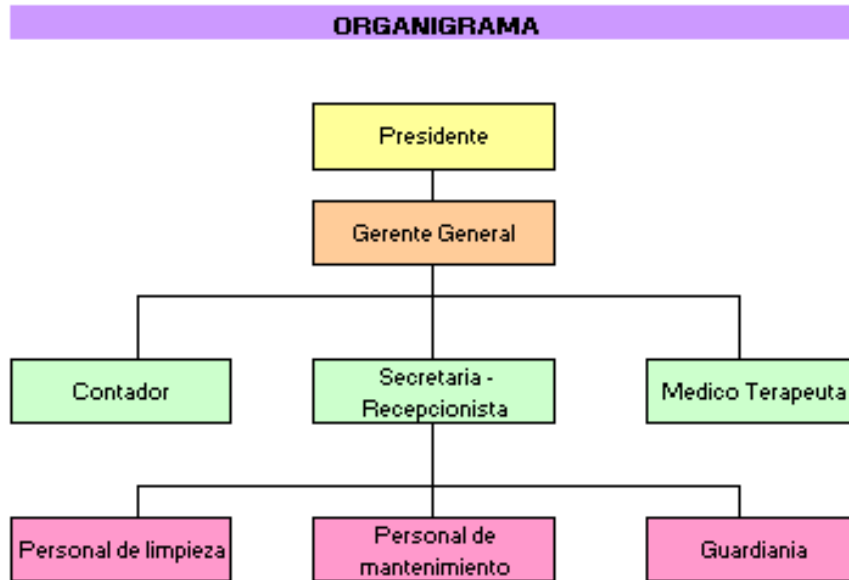 ORGANIGRAMA
Presidente
Gerente General
Contador
Secretaria -
Recepcionista
Medico Terapeuta
Personal de limpieza
Personal de
mantenimiento
Guardiania